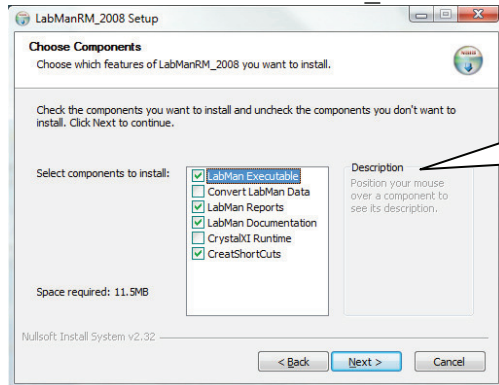 LabManRM_2008 Setup
Choose Components
Choose which features of LabManRM_2008 you want to install.
Check the components you want to install and uncheck the components you don't want to
install. Click Next to continue.
Select components to install:
LabMan Executable
Convert LabMan Data
LabMan Reports
LabMan Documentation
CrystalXI Runtime
CreatShortCuts
Description
Position your mouse
over a component to
see its description.
Space required: 11.5MB
Nullsoft Install System v2.32
< Back
Next >
Cancel